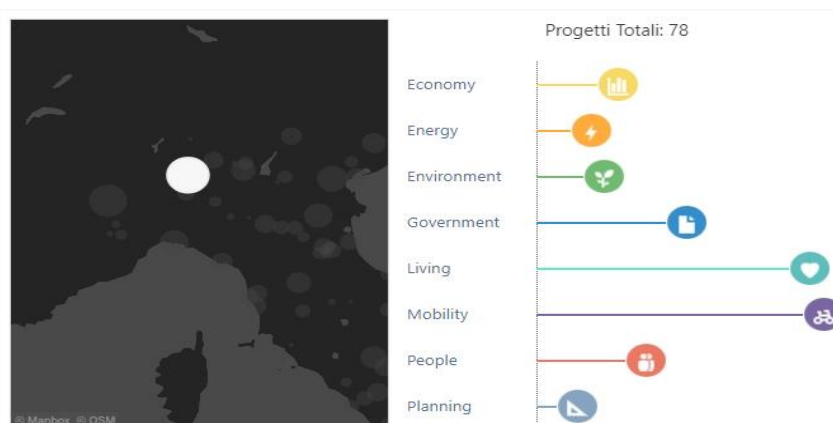 Progetti Totali: 78
Economy
Energy
Environment
Government
Living
Mobility
People
Planning
© Mapbox © OSM